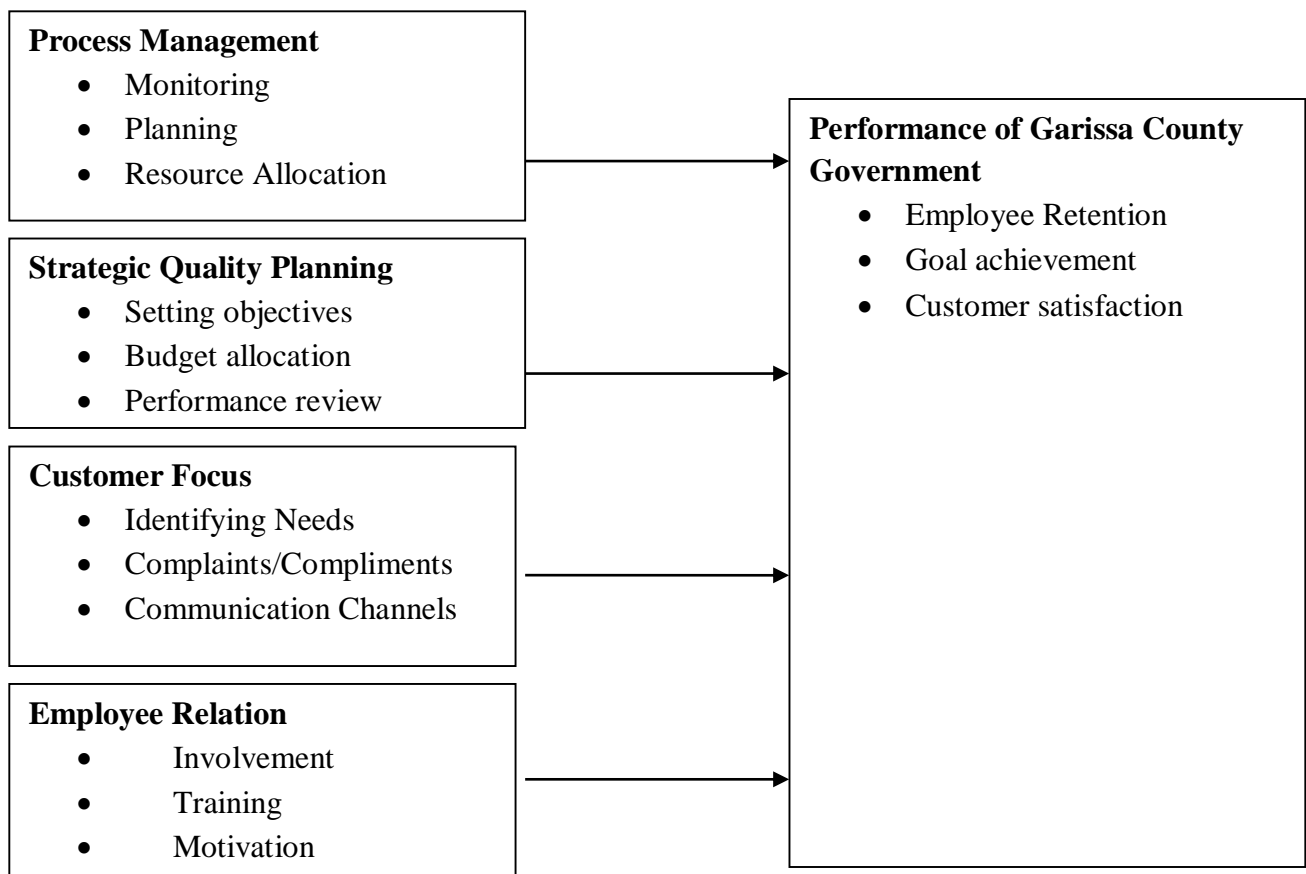 Process Management
• Monitoring
• Planning
• Resource Allocation
Strategic Quality Planning
• Setting objectives
• Budget allocation
• Performance review
Customer Focus
• Identifying Needs
• Complaints/Compliments
• Communication Channels
Employee Relation
• Involvement
• Training
• Motivation
Performance of Garissa County
Government
• Employee Retention
• Goal achievement
• Customer satisfaction